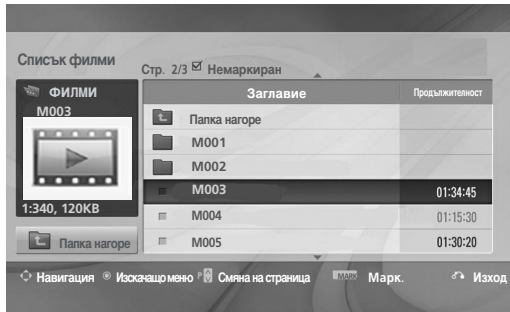 Списък филми
Стр. 2/3 Немаркиран
ФИЛМИ
M003
1:340, 120KB
Папка нагоре
Заглавие Продължителност
Папка нагоре
M001
M002
M003 01:34:45
M004 01:15:30
M005 01:30:20
Навигация Изскачащо меню P Смяна на страница MARK Марк. Изход